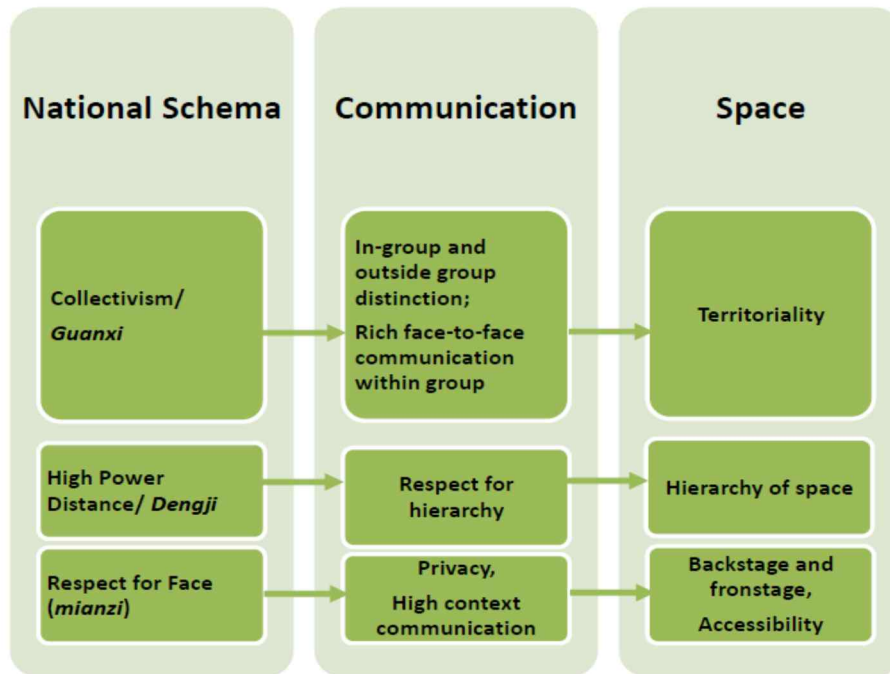 National Schema
Communication
Space
Collectivism/
Guanxi
In-group and
outside group
distinction;
Rich face-to-face
communication
within group
Territoriality
High Power
Distance/ Dengji
Respect for
hierarchy
Hierarchy of space
Respect for Face
(mianzi)
Privacy,
High context
communication
Backstage and
fronstage,
Accessibility